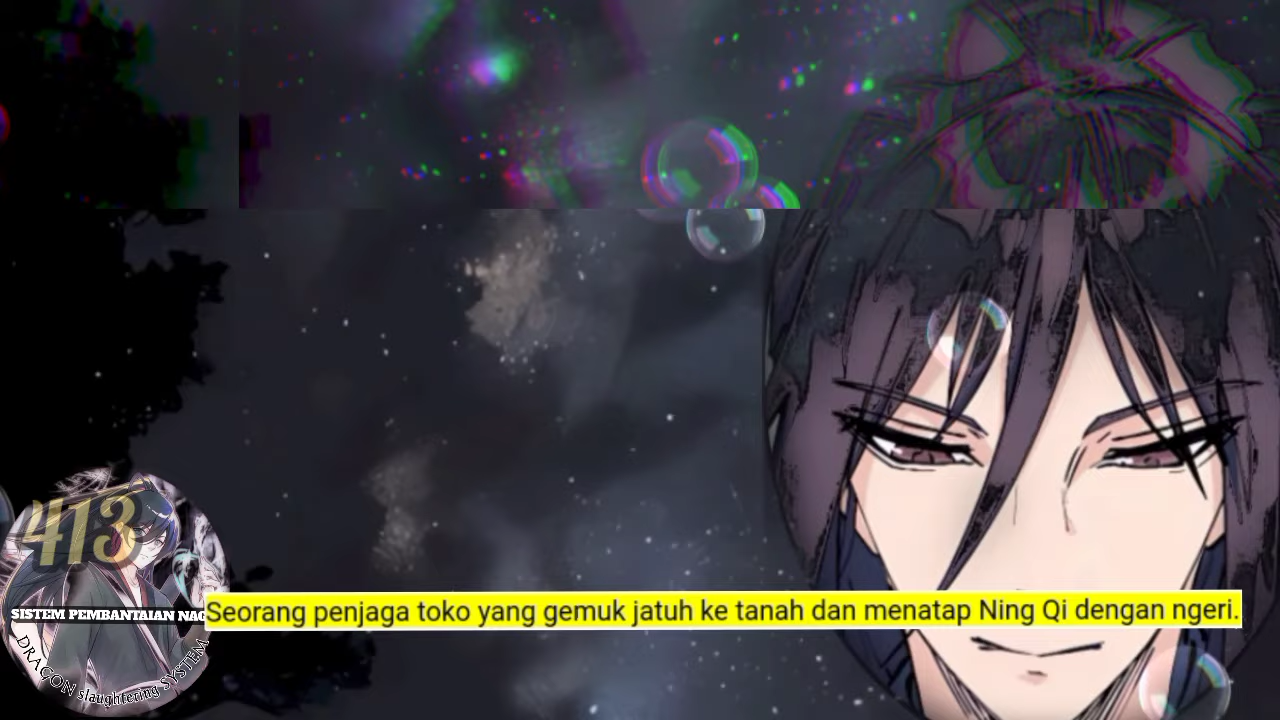 413
SISTEM PEMBANTAIAN NAG
Seorang penjaga toko yang gemuk jatuh ke tanah dan menatap Ning Qi dengan ngeri.
DRAGON slaughtering SYSTEM